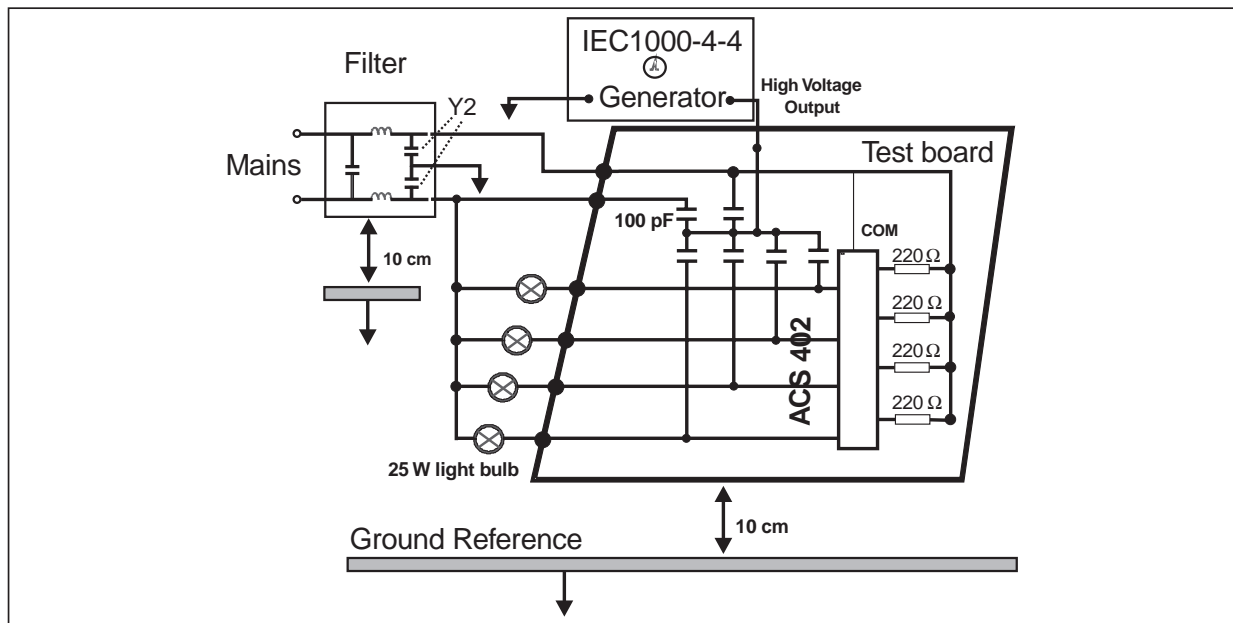 IEC1000-4-4
Generator
High Voltage
Output
Filter
Y2
Mains
Test board
100 pF
COM
10 cm
220 Ω
220 Ω
220 Ω
220 Ω
ACS 402
25 W light bulb
10 cm
Ground Reference